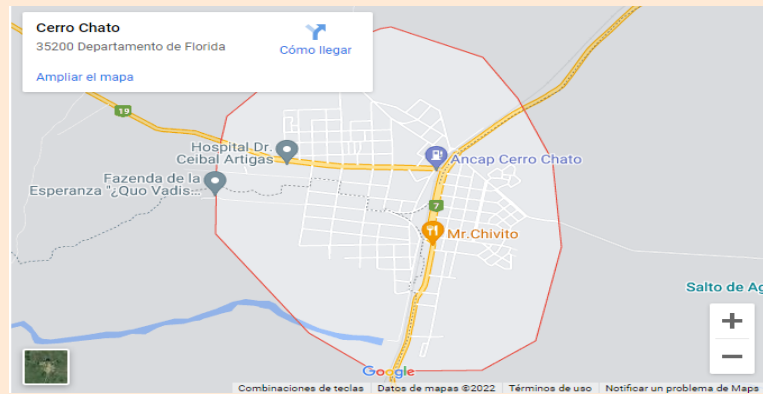 Cerro Chato
35200 Departamento de Florida
Cómo llegar
Ampliar el mapa
19
Hospital Dr.
Ceibal Artigas
Ancap Cerro Chato
Fazenda de la
Esperanza "¿Quo Vadis...
7
Mr.Chivito
Salto de Ag
Google
Combinaciones de teclas
Datos de mapas ©2022
Términos de uso
Notificar un problema de Maps